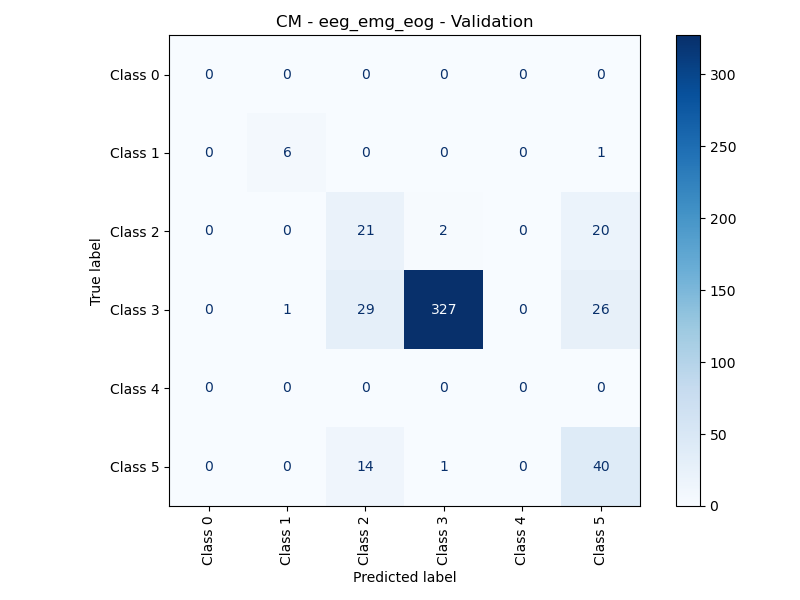 CM - eeg_emg_eog - Validation
True label
Class 0 0 0 0 0 0 0
Class 1 0 6 0 0 0 1
Class 2 0 0 21 2 0 20
Class 3 0 1 29 327 0 26
Class 4 0 0 0 0 0 0
Class 5 0 0 14 1 0 40
Class 0 Class 1 Class 2 Class 3 Class 4 Class 5
Predicted label
300
250
200
150
100
50
0